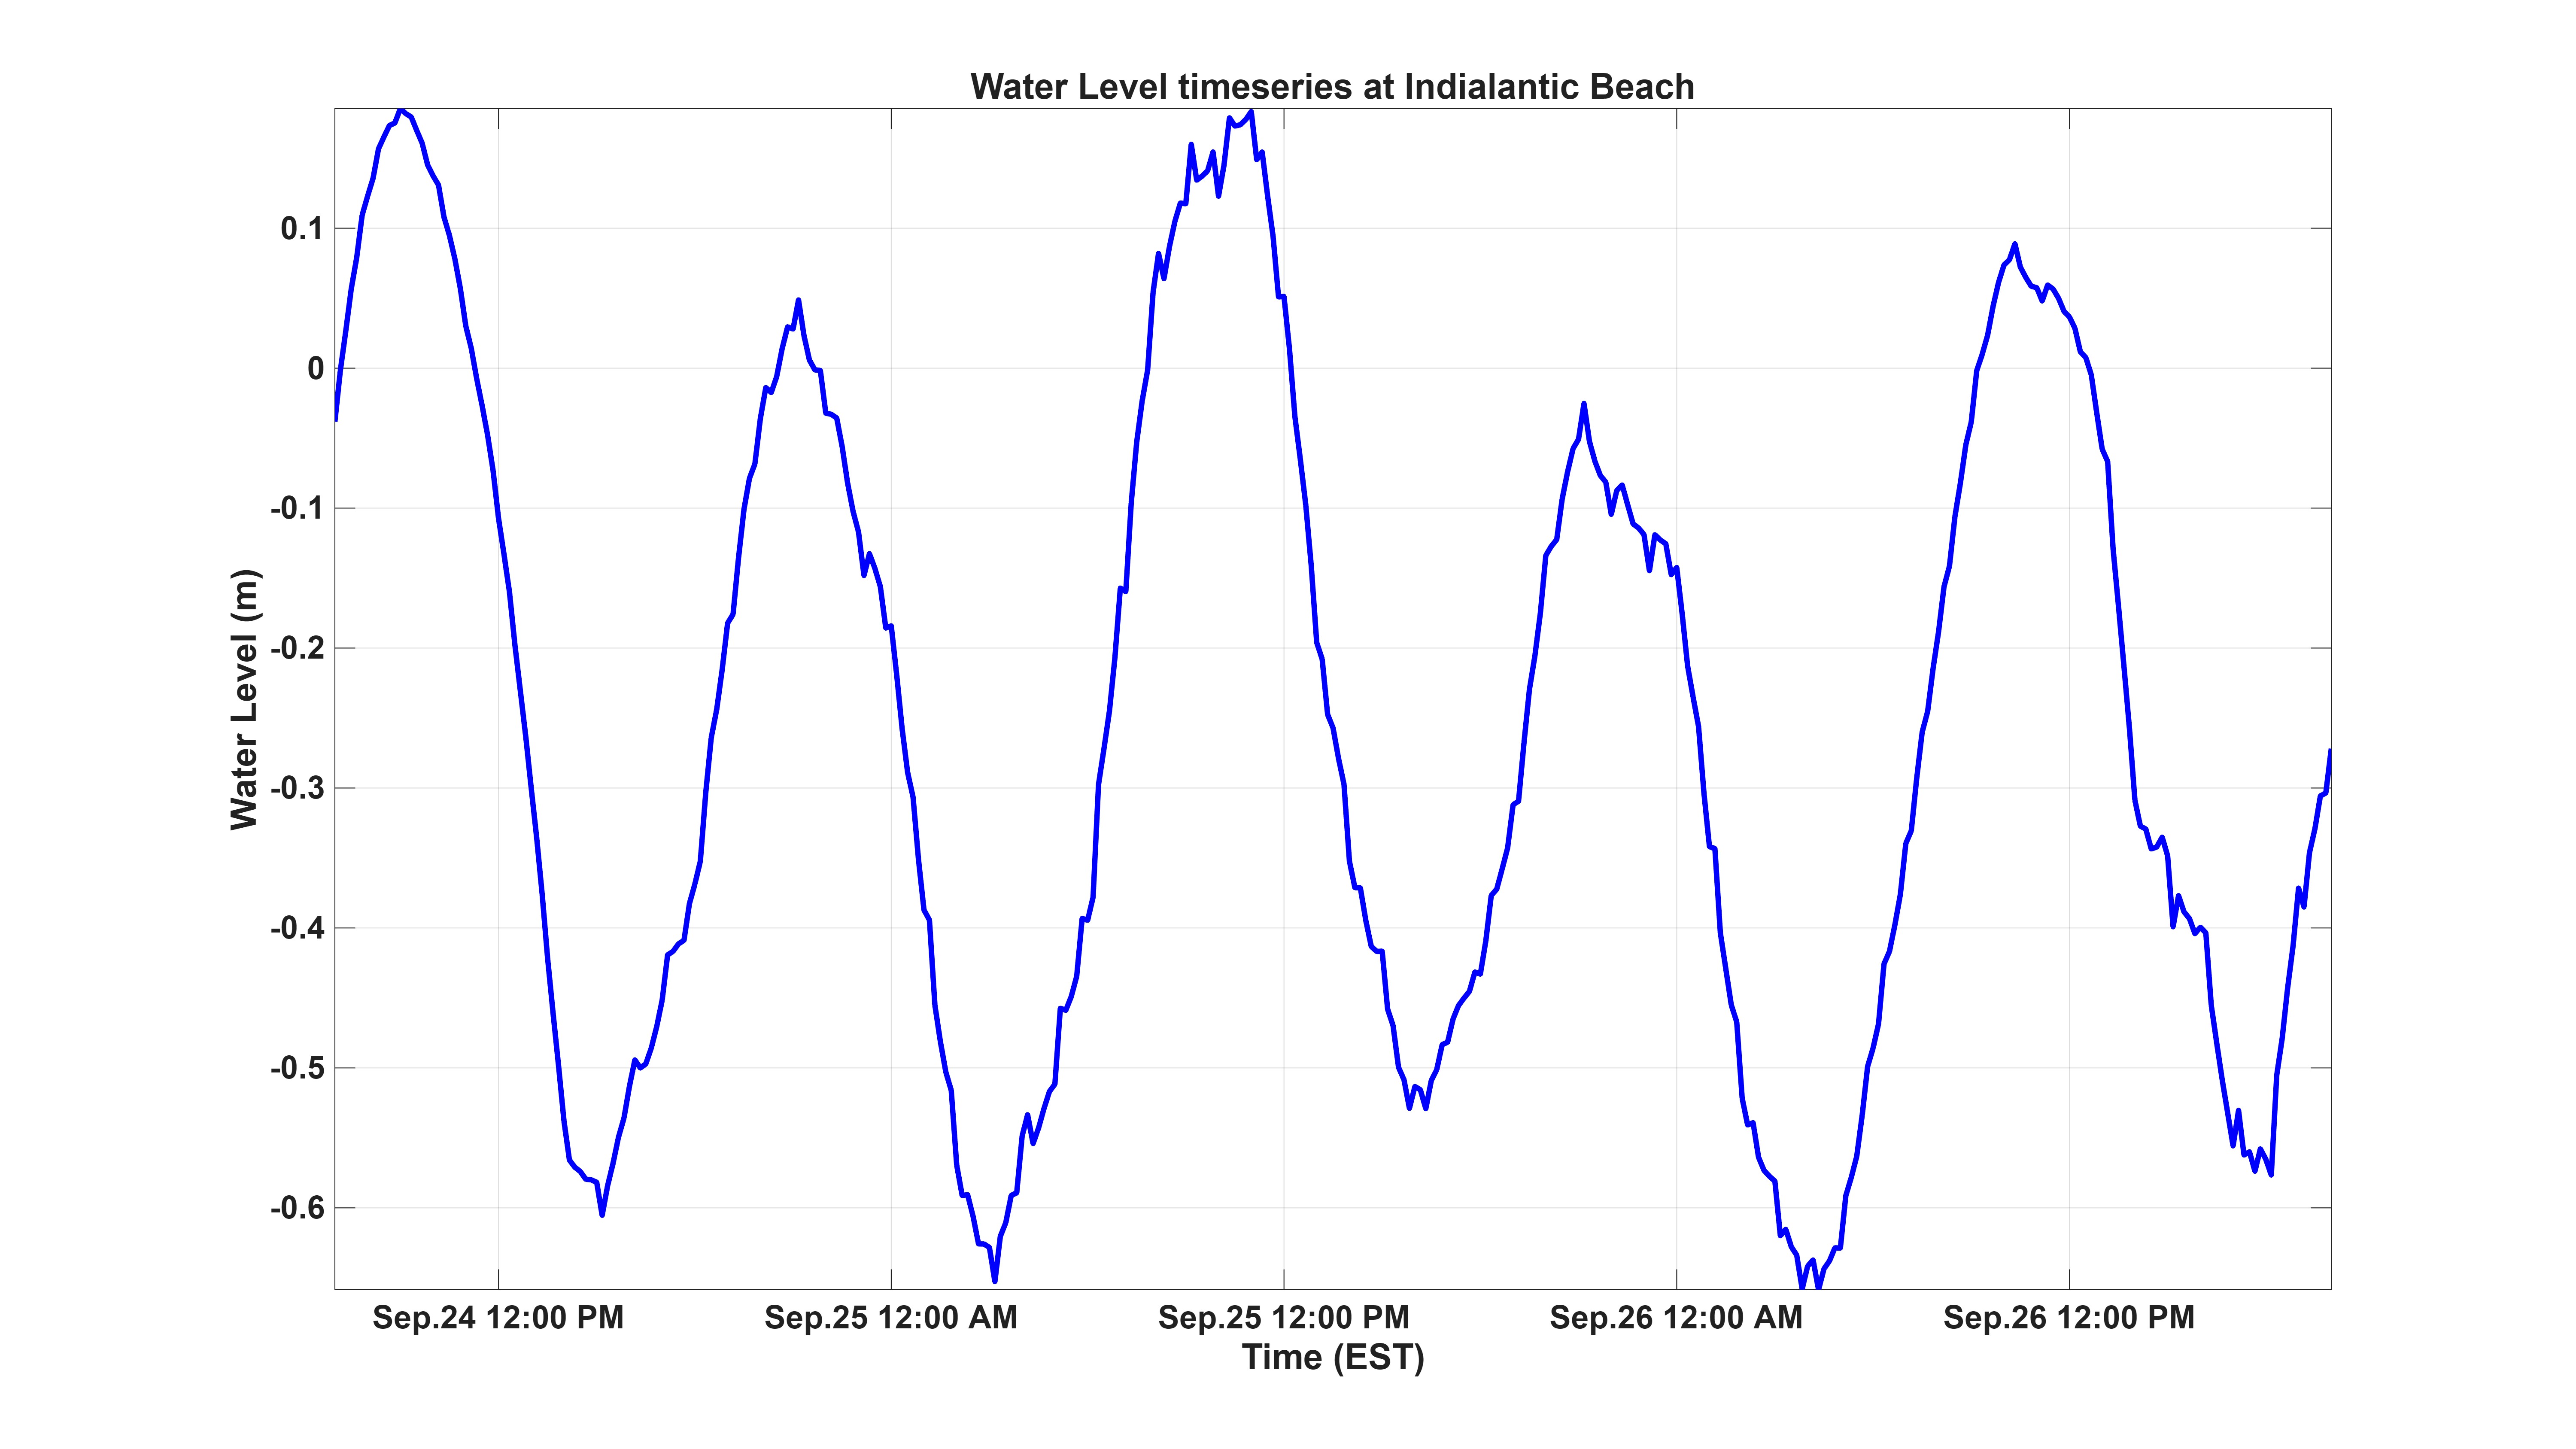 Water Level timeseries at Indialantic Beach
0.1
0
-0.1
-0.2
-0.3
-0.4
-0.5
-0.6
Water Level (m)
Sep.24 12:00 PM
Sep.25 12:00 AM
Sep.25 12:00 PM
Sep.26 12:00 AM
Sep.26 12:00 PM
Time (EST)